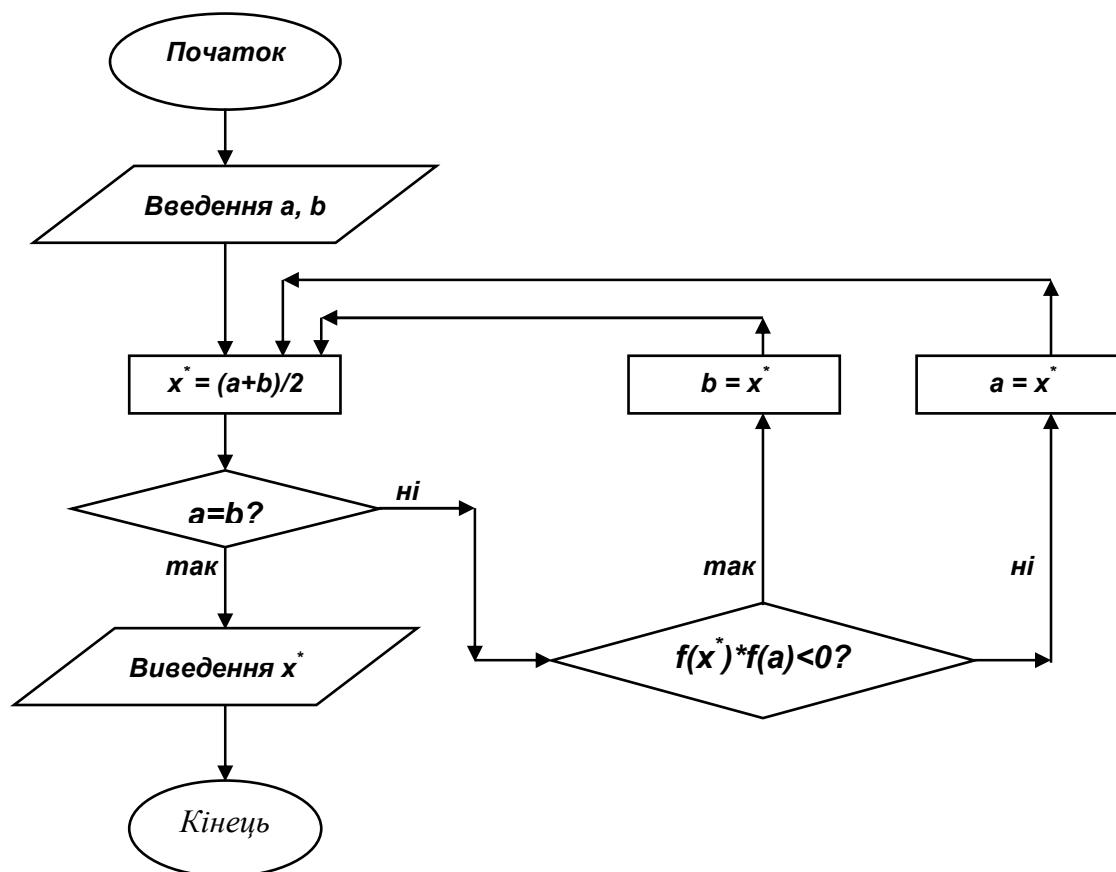 Початок
Введення a, b
x* = (a+b)/2
b = x*
a = x*
a=b?
ні
так
так
ні
f(x*)*f(a)<0?
Виведення x*
Кінець